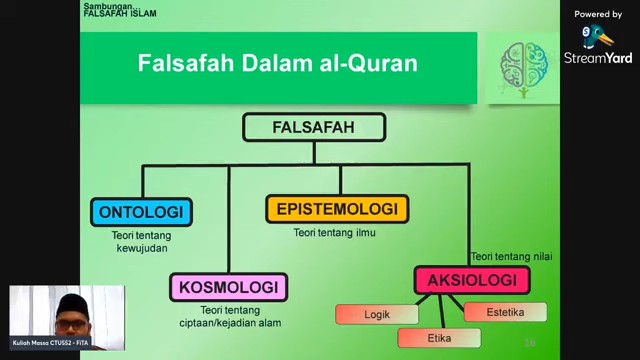 Sambungan...
FALSAFAH ISLAM
Powered by
StreamYard
Falsafah Dalam al-Quran
FALSAFAH
ONTOLOGI
Teori tentang
kewujudan
EPISTEMOLOGI
Teori tentang ilmu
KOSMOLOGI
Teori tentang
ciptaan/kejadian alam
Teori tentang nilai
AKSIOLOGI
Logik
Etika
Estetika
Kuliah Massa CTU552 - FiTA
16